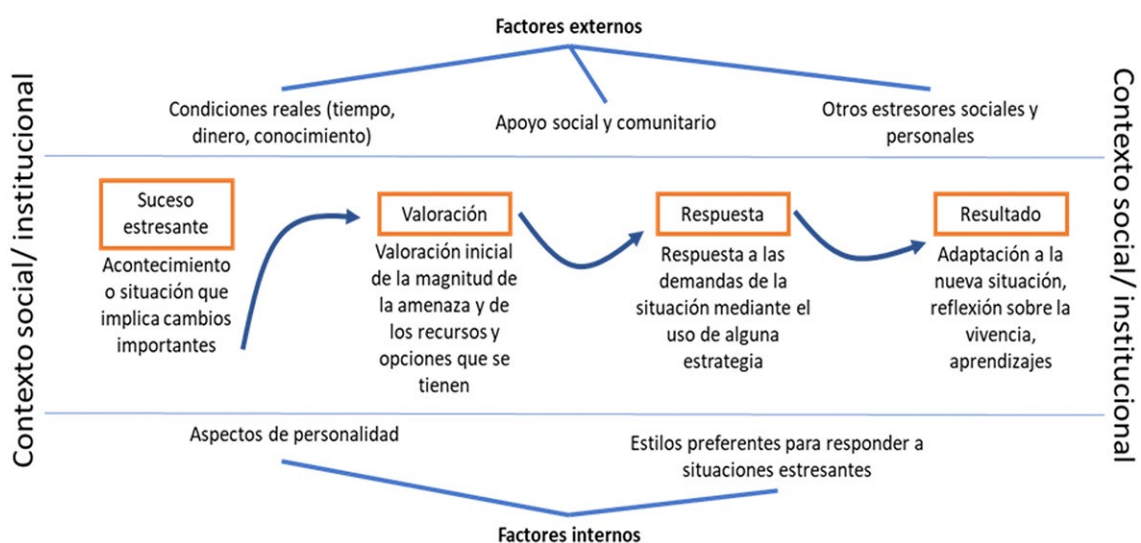 Factores externos
Condiciones reales (tiempo,
dinero, conocimiento)
Apoyo social y comunitario
Otros estresores sociales y
personales
Contexto social/ institucional
Suceso
estresante
Acontecimiento
o situación que
implica cambios
importantes
Valoración
Valoración inicial
de la magnitud de
la amenaza y de
los recursos y
opciones que se
tienen
Respuesta
Respuesta a las
demandas de la
situación mediante el
uso de alguna
estrategia
Resultado
Adaptación a la
nueva situación,
reflexión sobre la
vivencia,
aprendizajes
Contexto social/ institucional
Aspectos de personalidad
Estilos preferentes para responder a
situaciones estresantes
Factores internos